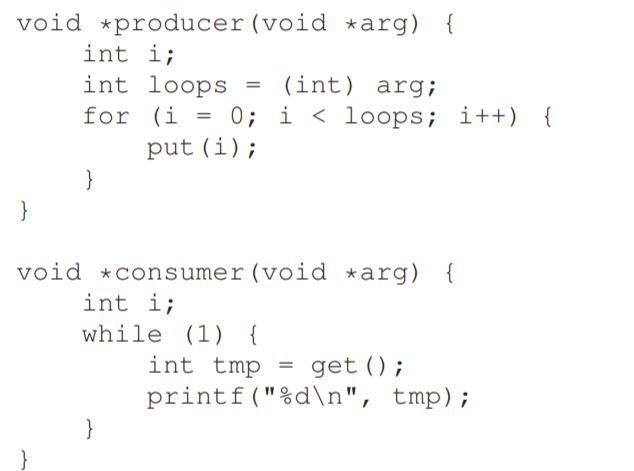 void *producer(void *arg) {
    int i;
    int loops = (int) arg;
    for (i = 0; i < loops; i++) {
        put(i);
    }
}

void *consumer(void *arg) {
    int i;
    while (1) {
        int tmp = get();
        printf("%d\n", tmp);
    }
}